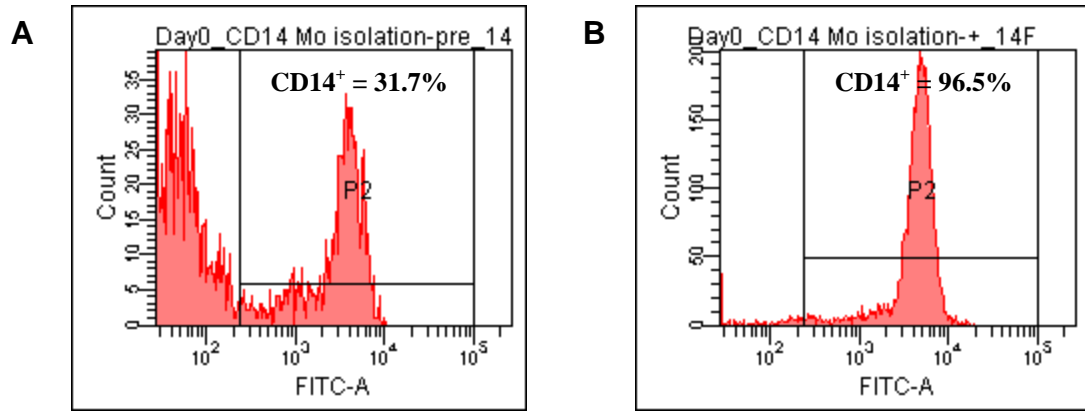 A
Day0_CD14 Mo isolation-pre_14
CD14⁺ = 31.7%
P2
Count
0
5
10
15
20
25
30
35
10²
10³
10⁴
10⁵
FITC-A
B
Day0_CD14 Mo isolation-+_14F
CD14⁺ = 96.5%
P2
Count
0
50
100
150
200
10²
10³
10⁴
10⁵
FITC-A